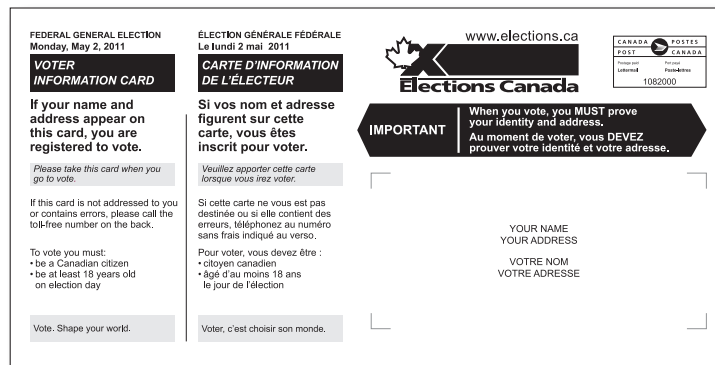 FEDERAL GENERAL ELECTION
Monday, May 2, 2011
VOTER
INFORMATION CARD
If your name and
address appear on
this card, you are
registered to vote.
Please take this card when you
go to vote.
If this card is not addressed to you
or contains errors, please call the
toll-free number on the back.
To vote you must:
• be a Canadian citizen
• be at least 18 years old
on election day
Vote. Shape your world.
ÉLECTION GÉNÉRALE FÉDÉRALE
Le lundi 2 mai 2011
CARTE D'INFORMATION
DE L'ÉLECTEUR
Si vos nom et adresse
figurent sur cette
carte, vous êtes
inscrit pour voter.
Veuillez apporter cette carte
lorsque vous irez voter.
Si cette carte ne vous est pas
destinée ou si elle contient des
erreurs, téléphonez au numéro
sans frais indiqué au verso.
Pour voter, vous devez être :
• citoyen canadien
• âgé d'au moins 18 ans
le jour de l'élection
Voter, c'est choisir son monde.
www.elections.ca
Elections Canada
CANADA POSTES
POST CANADA
Postage paid Port payé
Lettermail Poste-lettres
1082000
IMPORTANT
When you vote, you MUST prove
your identity and address.
Au moment de voter, vous DEVEZ
prouver votre identité et votre adresse.
YOUR NAME
YOUR ADDRESS
VOTRE NOM
VOTRE ADRESSE